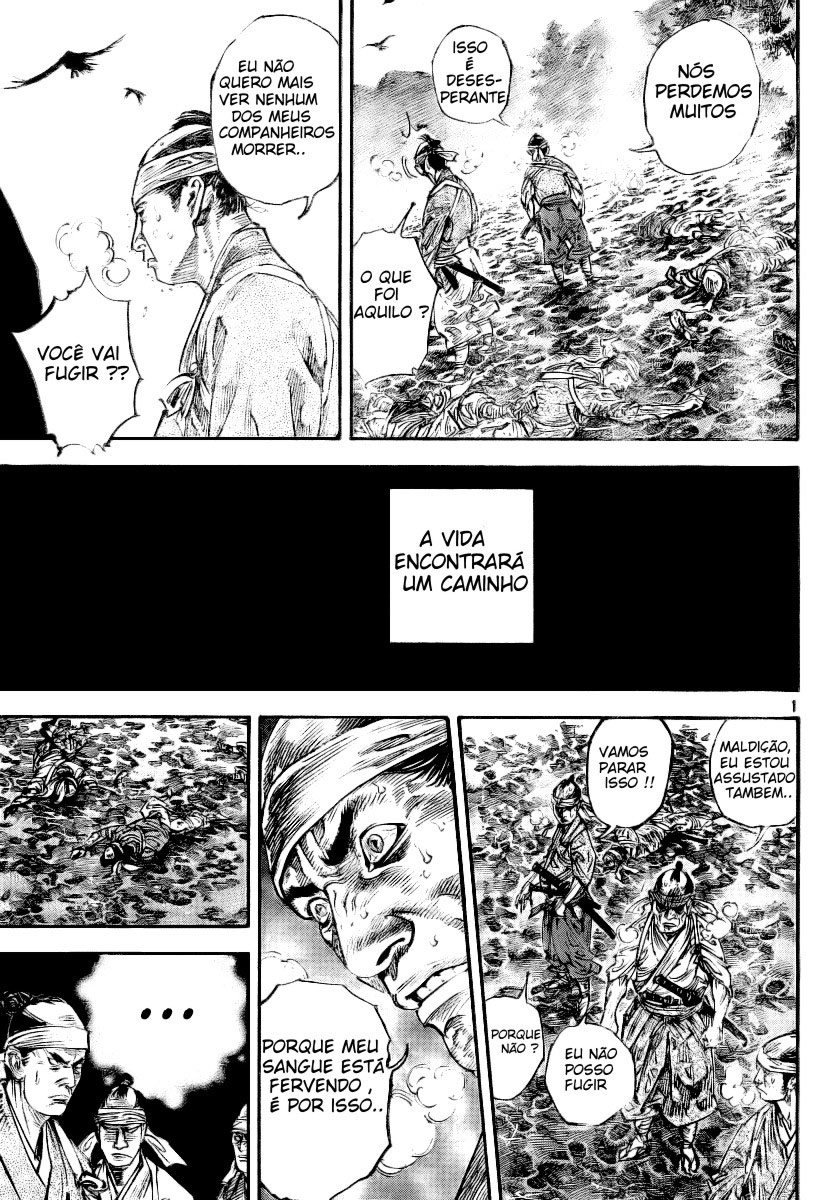 NÓS
PERDEMOS
MUITOS
ISSO
É
DESES-
PERANTE
O QUE
FOI
AQUILO ?
EU NÃO
QUERO MAIS
VER NENHUM
DOS MEUS
COMPANHEIROS
MORRER..
VOCÊ VAI
FUGIR ??
A VIDA
ENCONTRARÁ
UM CAMINHO
1
MALDIÇÃO,
EU ESTOU
ASSUSTADO
TAMBEM..
VAMOS
PARAR
ISSO !!
EU NÃO
POSSO
FUGIR
PORQUE
NÃO ?
PORQUE MEU
SANGUE ESTÁ
FERVENDO ,
É POR ISSO..
...